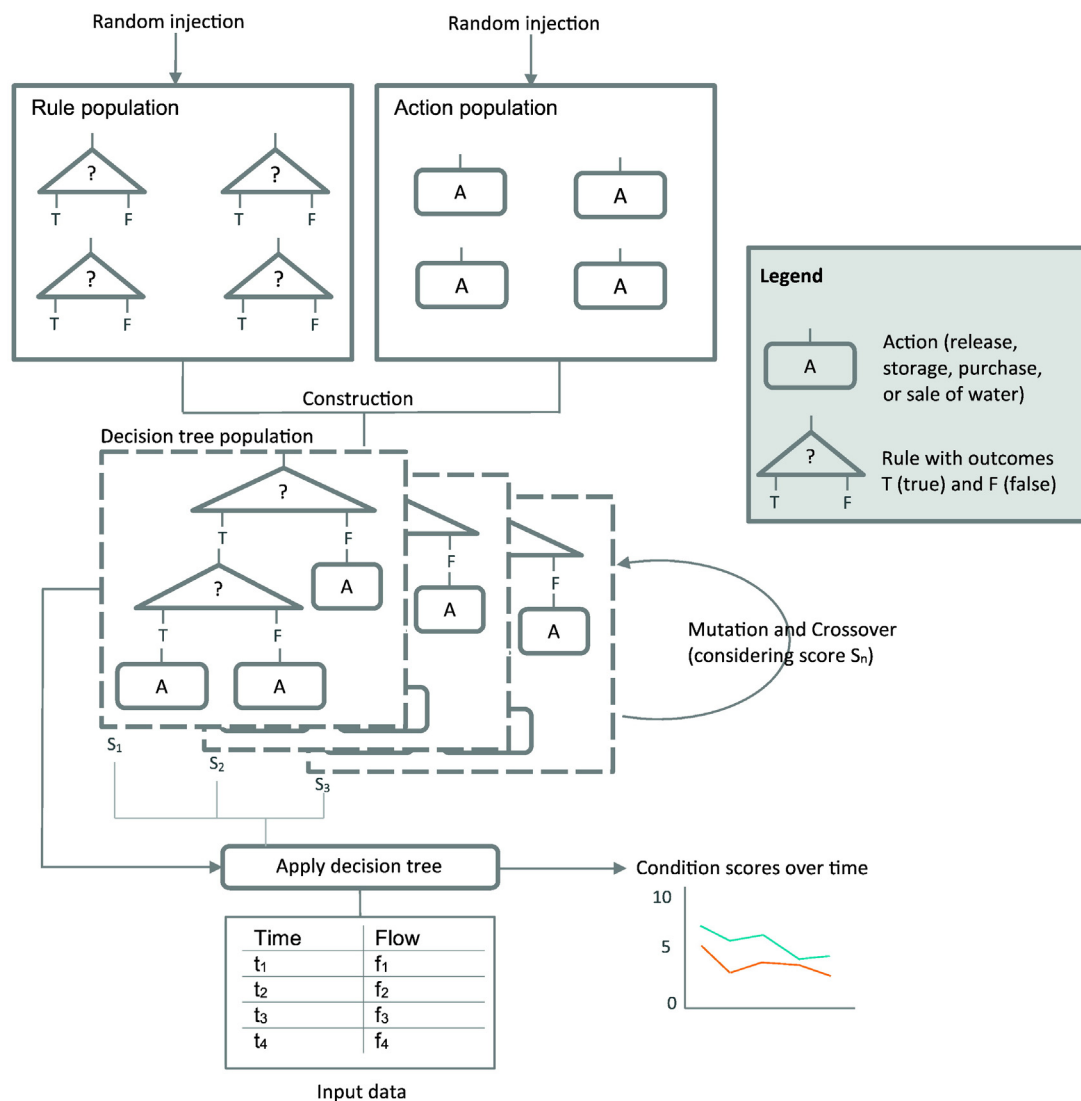 Random injection
Random injection
Rule population
Action population
?
?
T F
T F
?
?
T F
T F
A
A
A
A
Legend
A
Action (release,
storage, purchase,
or sale of water)
?
T F
Rule with outcomes
T (true) and F (false)
Construction
Decision tree population
?
T F
?
A
T F
A
A
F
A
F
A
Mutation and Crossover
(considering score Sn)
S1
S2
S3
Apply decision tree
Condition scores over time
10
5
0
Time Flow
t1 f1
t2 f2
t3 f3
t4 f4
Input data